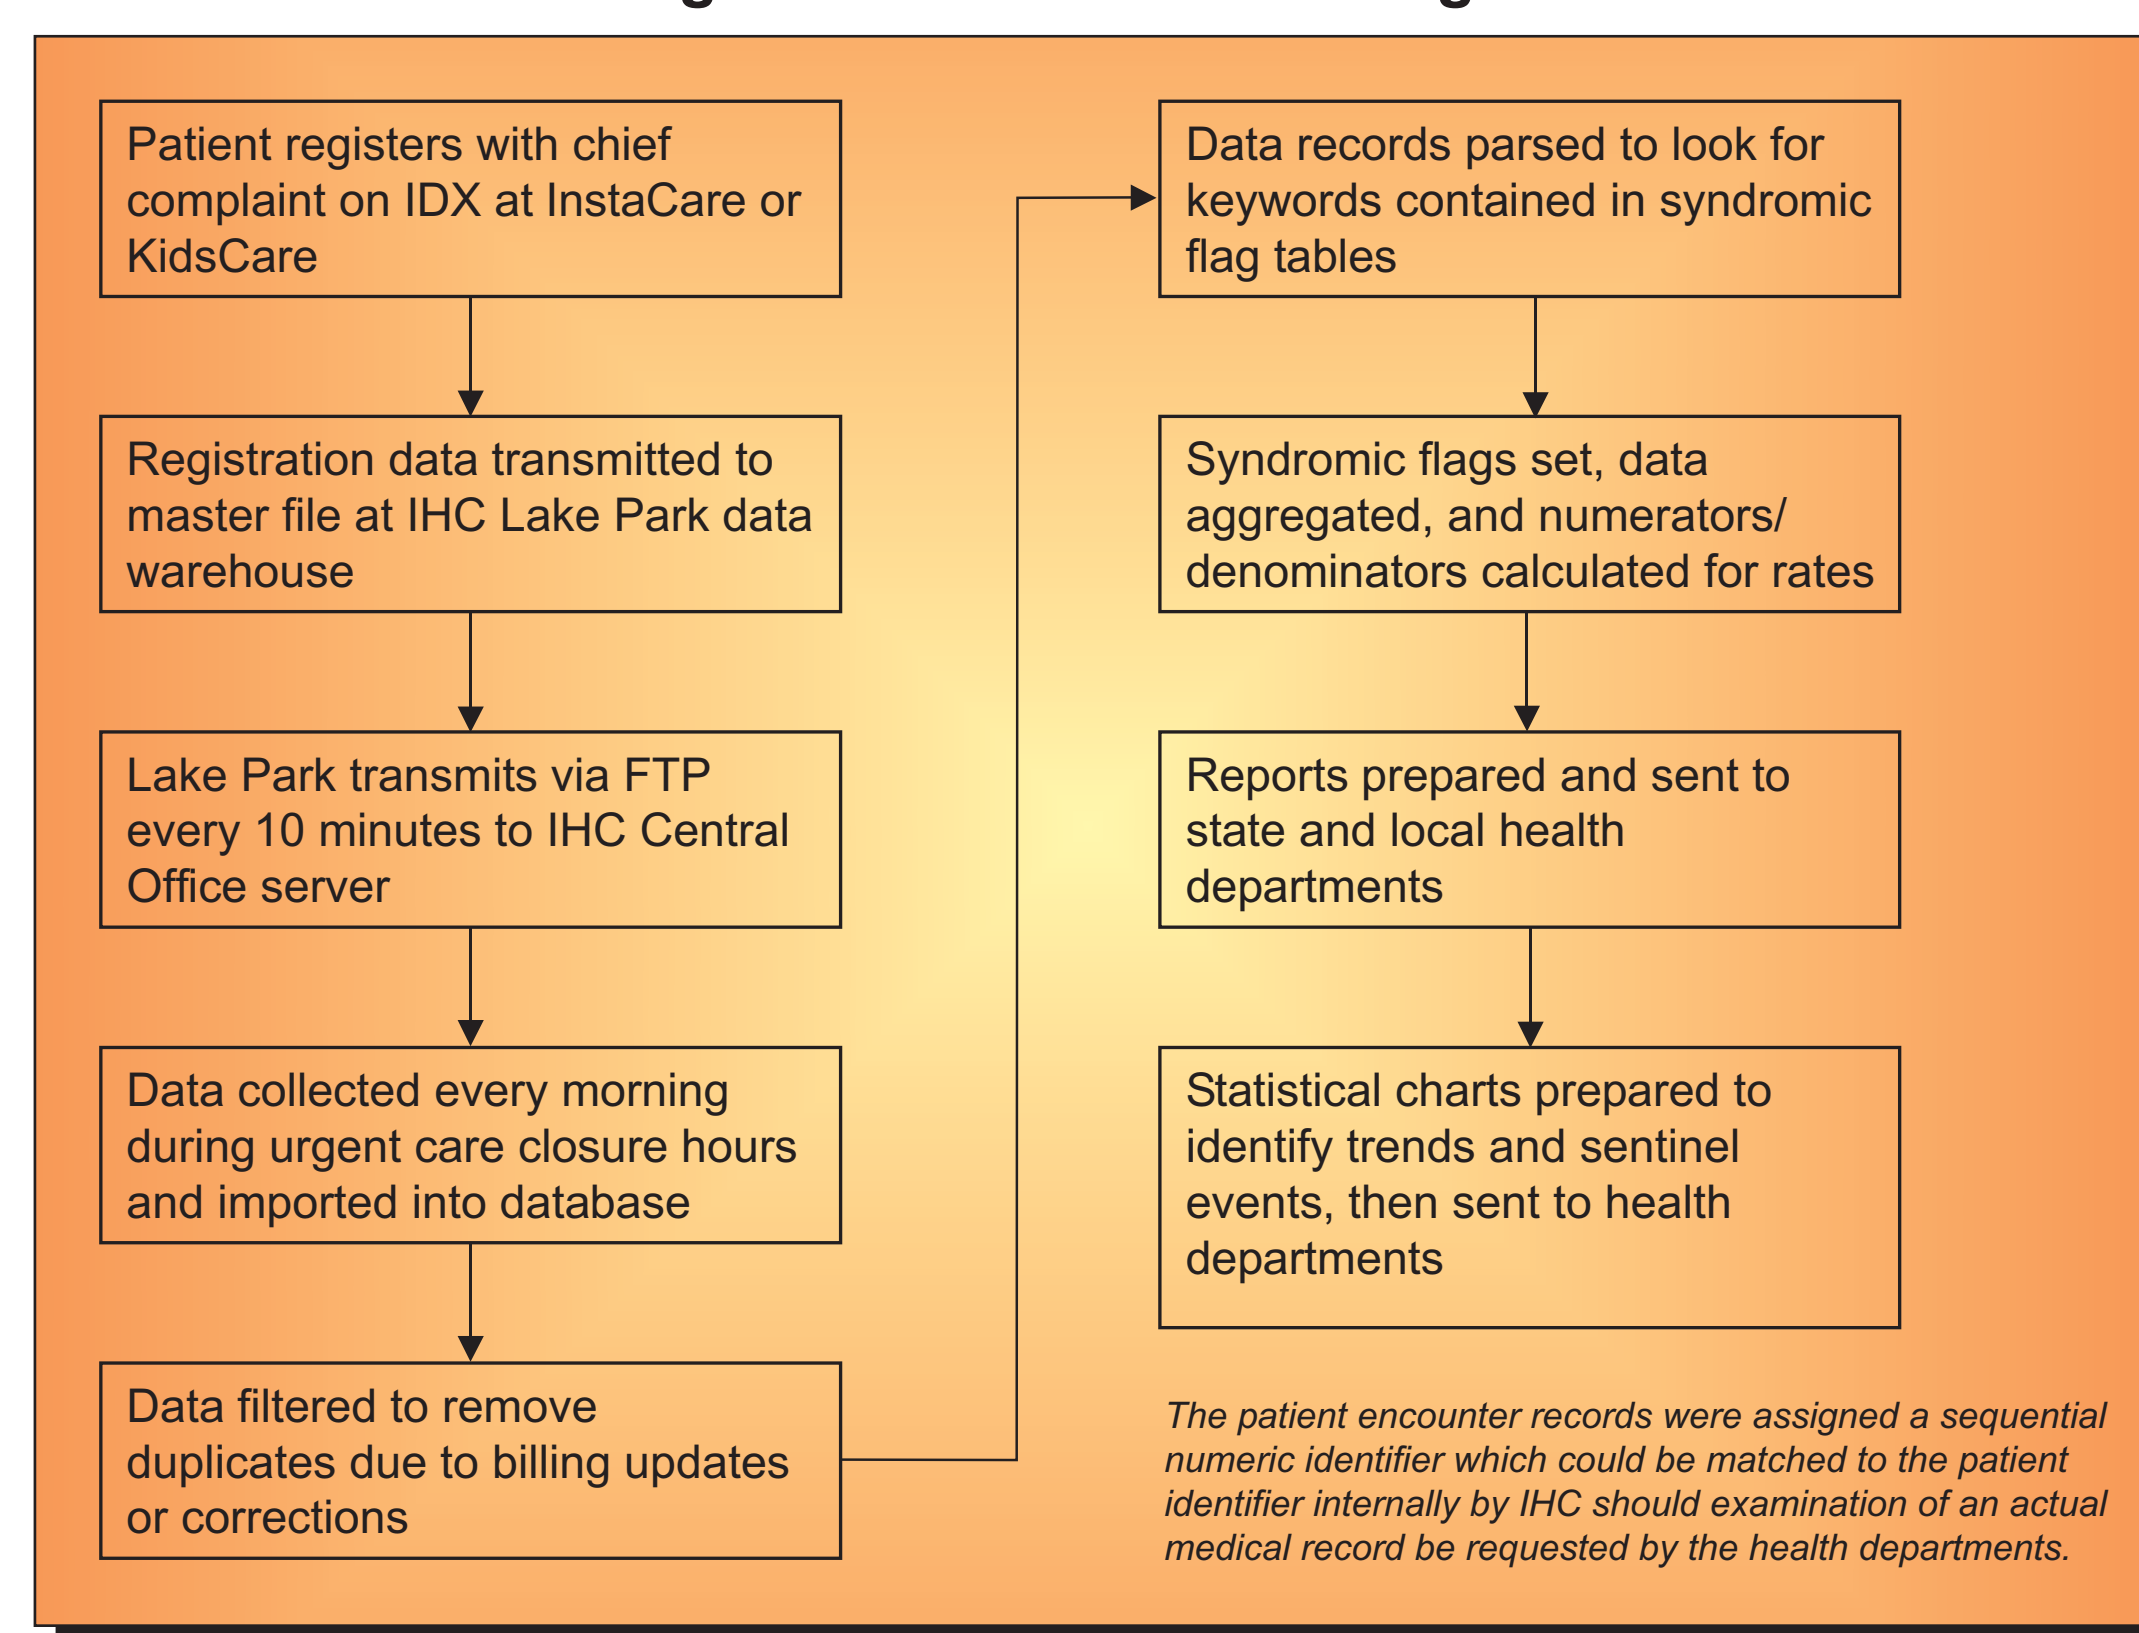 Patient registers with chief
complaint on IDX at InstaCare or
KidsCare
Registration data transmitted to
master file at IHC Lake Park data
warehouse
Lake Park transmits via FTP
every 10 minutes to IHC Central
Office server
Data collected every morning
during urgent care closure hours
and imported into database
Data filtered to remove
duplicates due to billing updates
or corrections
Data records parsed to look for
keywords contained in syndromic
flag tables
Syndromic flags set, data
aggregated, and numerators/
denominators calculated for rates
Reports prepared and sent to
state and local health
departments
Statistical charts prepared to
identify trends and sentinel
events, then sent to health
departments
The patient encounter records were assigned a sequential
numeric identifier which could be matched to the patient
identifier internally by IHC should examination of an actual
medical record be requested by the health departments.